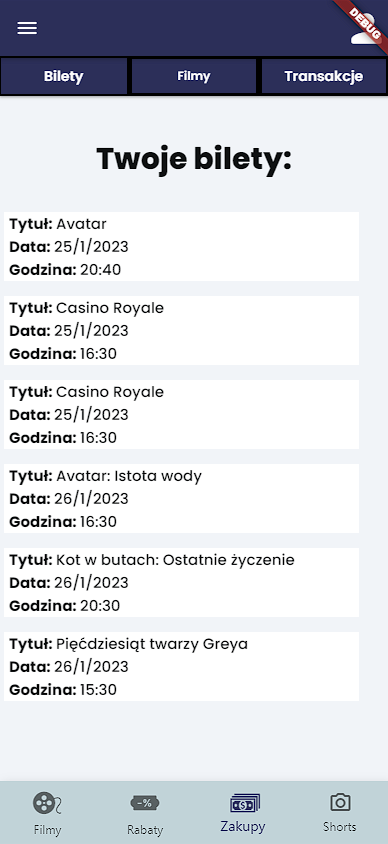 DEBUG
Bilety
Filmy
Transakcje
Twoje bilety:
Tytuł: Avatar
Data: 25/1/2023
Godzina: 20:40
Tytuł: Casino Royale
Data: 25/1/2023
Godzina: 16:30
Tytuł: Casino Royale
Data: 25/1/2023
Godzina: 16:30
Tytuł: Avatar: Istota wody
Data: 26/1/2023
Godzina: 16:30
Tytuł: Kot w butach: Ostatnie życzenie
Data: 26/1/2023
Godzina: 20:30
Tytuł: Pięćdziesiąt twarzy Greya
Data: 26/1/2023
Godzina: 15:30
-%
Filmy
Rabaty
Zakupy
Shorts